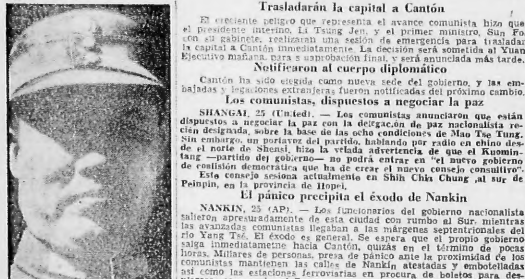 Trasladarán la capital a Cantón
El creciente peligro que representa el avance comunista hizo que
el presidente interino, Li Tsung Jen, y el primer ministro, Sun Fo
con su gabinete, realizaran una sesión de emergencia para trasladar
la capital a Cantón inmediatamente. La decisión será sometida al Yuan
Ejecutivo mañana, para su aprobación final, y será anunciada más tarde.
Notificaron al cuerpo diplomático
Cantón ha sido elegida como nueva sede del gobierno, y las em-
bajadas y legaciones extranjeras fueron notificadas del próximo cambio.
Los comunistas, dispuestos a negociar la paz
SHANGAI, 25 (United). — Los comunistas anunciaron que están
dispuestos a negociar la paz con la delegación de paz nacionalista re-
cién designada, sobre la base de las ocho condiciones de Mao Tse Tung.
Sin embargo, un portavoz del partido, hablando por radio en chino des-
de el norte de Shensi, hizo la velada advertencia de que el Kuomin-
tang —partido del gobierno— no podrá entrar en "el nuevo gobierno
de coalisión democrática que ha de crear el nuevo consejo consultivo".
Este consejo sesiona actualmente en Shih Chia Chung ,al sur de
Peipin, en la provincia de Hopei.
El pánico precipita el éxodo de Nankin
NANKIN, 25 (AP). — Los funcionarios del gobierno nacionalista
salieron apresuradamente de esta ciudad con rumbo al Sur, mientras
las avanzadas comunistas llegaban a las márgenes septentrionales del
río Yang Tsé. El éxodo es general. Se espera que el propio gobierno
salga inmediatamente hacia Cantón, quizás en el término de pocas
horas. Millares de personas, presa de pánico ante la proximidad de los
comunistas mantienen las calles de Nankin atestadas y embotelladas
así como las estaciones ferroviarias en procura de boletos para des-